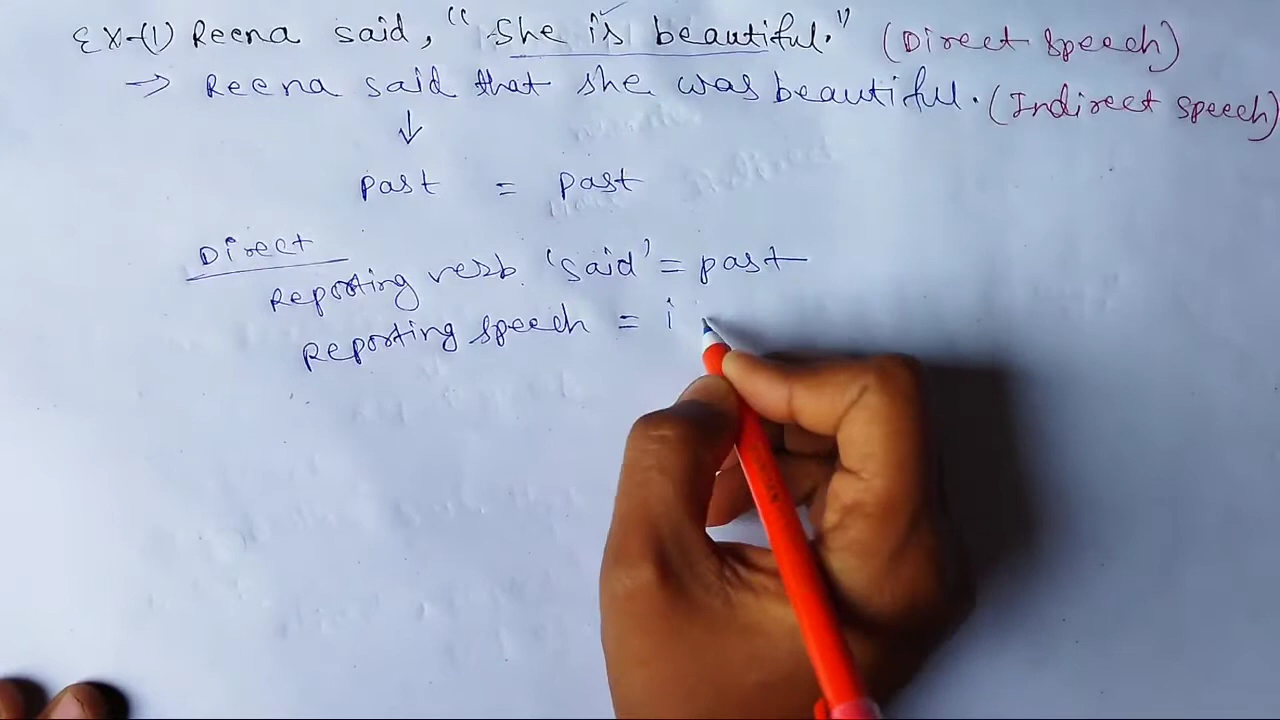 Ex-(1) Reena said, "She is beautiful." (Direct Speech)
→ Reena said that she was beautiful. (Indirect speech)
↓
past = past
Direct
Reporting verb 'said' = past
Reporting speech = i